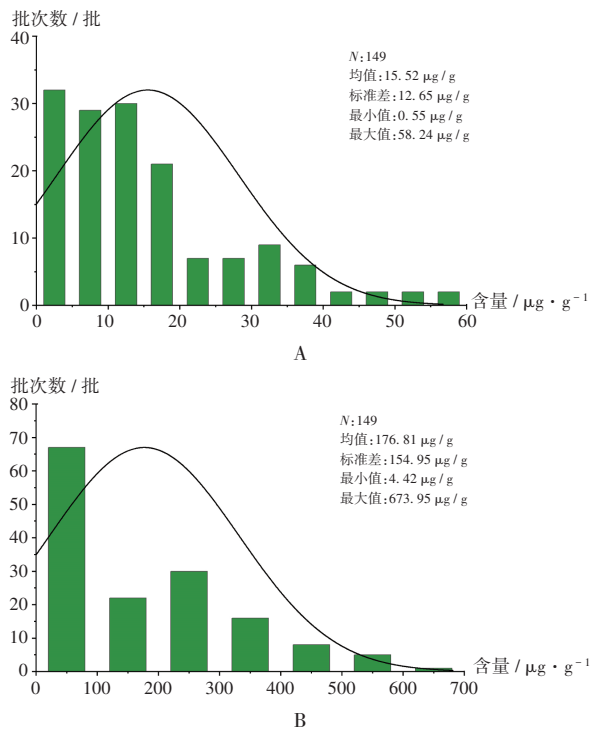 批次数 / 批
40
30
20
10
0
N:149
均值:15.52 μg / g
标准差:12.65 μg / g
最小值:0.55 μg / g
最大值:58.24 μg / g
0 10 20 30 40 50 60
含量 / μg · g⁻¹
A
批次数 / 批
80
70
60
50
40
30
20
10
0
N:149
均值:176.81 μg / g
标准差:154.95 μg / g
最小值:4.42 μg / g
最大值:673.95 μg / g
0 100 200 300 400 500 600 700
含量 / μg · g⁻¹
B